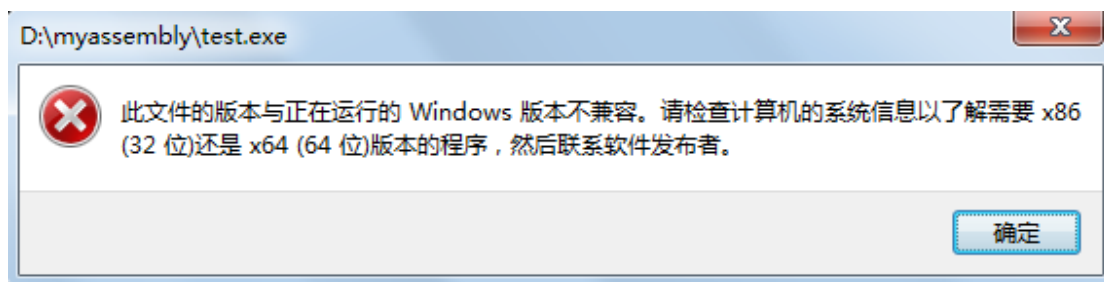 D:\myassembly\test.exe
此文件的版本与正在运行的 Windows 版本不兼容。请检查计算机的系统信息以了解需要 x86
(32 位)还是 x64 (64 位)版本的程序，然后联系软件发布者。
确定